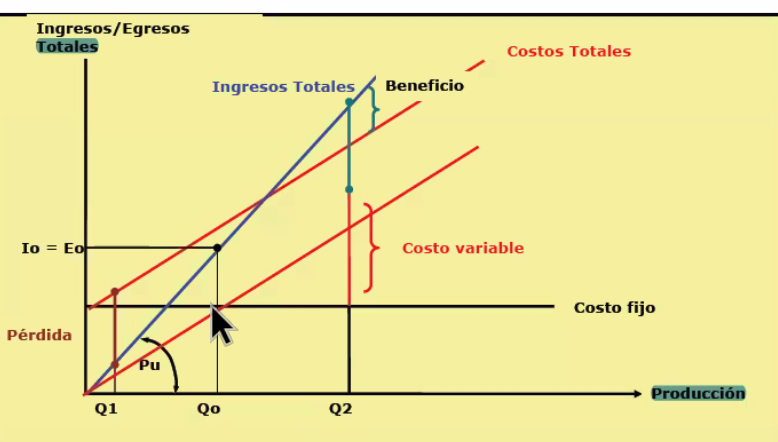 Ingresos/Egresos
Totales
Costos Totales
Ingresos Totales
Beneficio
Io = Eo
Costo variable
Costo fijo
Pérdida
Pu
Producción
Q1
Qo
Q2